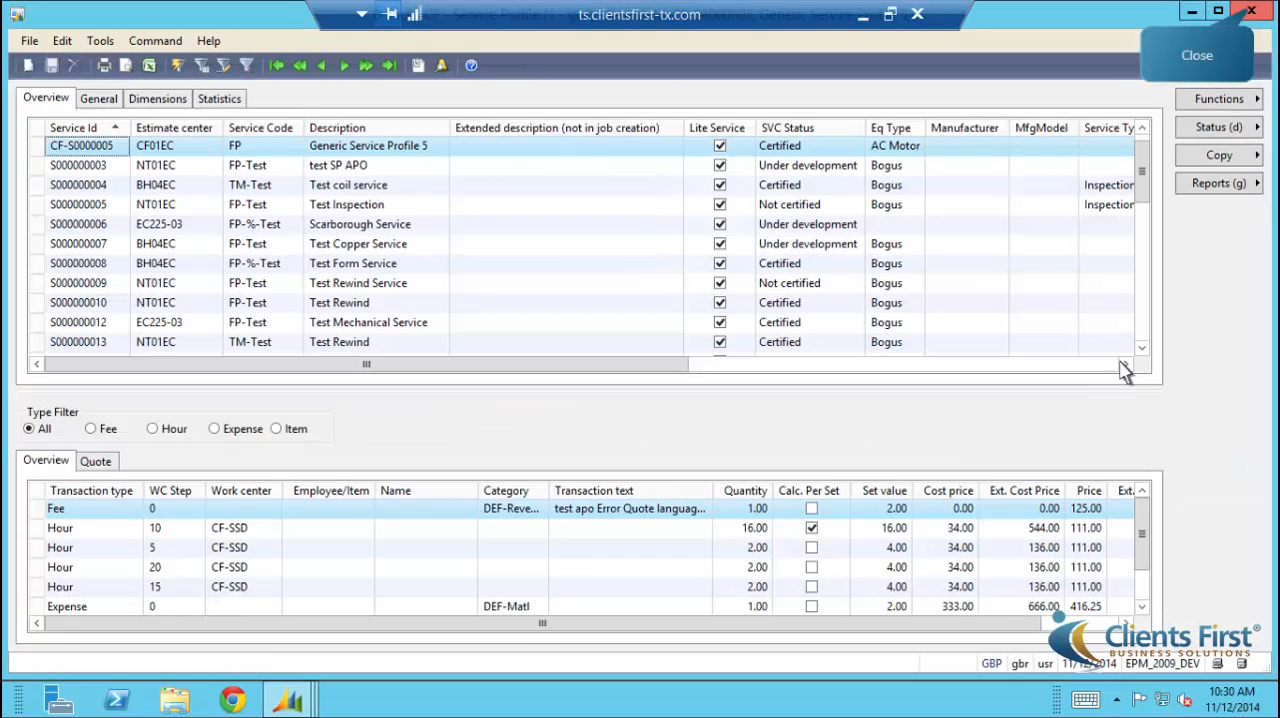 ts.clientsfirst-tx.com
File Edit Tools Command Help
Close
Overview General Dimensions Statistics
Functions
Status (d)
Copy
Reports (g)
Service Id Estimate center Service Code Description Extended description (not in job creation) Lite Service SVC Status Eq Type Manufacturer MfgModel Service Ty
CF-S0000005 CF01EC FP Generic Service Profile 5 Certified AC Motor
S000000003 NT01EC FP-Test test SP APO Under development Bogus
S000000004 BH04EC TM-Test Test coil service Certified Bogus Inspection
S000000005 NT01EC FP-Test Test Inspection Not certified Bogus Inspection
S000000006 EC225-03 FP-%-Test Scarborough Service Under development
S000000007 BH04EC FP-Test Test Copper Service Under development Bogus
S000000008 BH04EC FP-%-Test Test Form Service Certified Bogus
S000000009 NT01EC FP-Test Test Rewind Service Not certified Bogus
S000000010 NT01EC FP-Test Test Rewind Certified Bogus
S000000012 EC225-03 FP-Test Test Mechanical Service Certified Bogus
S000000013 NT01EC TM-Test Test Rewind Certified Bogus
Type Filter
All Fee Hour Expense Item
Overview Quote
Transaction type WC Step Work center Employee/Item Name Category Transaction text Quantity Calc. Per Set Set value Cost price Ext. Cost Price Price Ext.
Fee 0 DEF-Reve... test apo Error Quote languag... 1.00 2.00 0.00 0.00 125.00
Hour 10 CF-SSD 16.00 16.00 34.00 544.00 111.00
Hour 5 CF-SSD 2.00 4.00 34.00 136.00 111.00
Hour 20 CF-SSD 2.00 4.00 34.00 136.00 111.00
Hour 15 CF-SSD 2.00 4.00 34.00 136.00 111.00
Expense 0 DEF-Matl 1.00 2.00 333.00 666.00 416.25
Clients First®
BUSINESS SOLUTIONS
GBP gbr usr 11/12/2014 EPM_2009_DEV
10:30 AM
11/12/2014